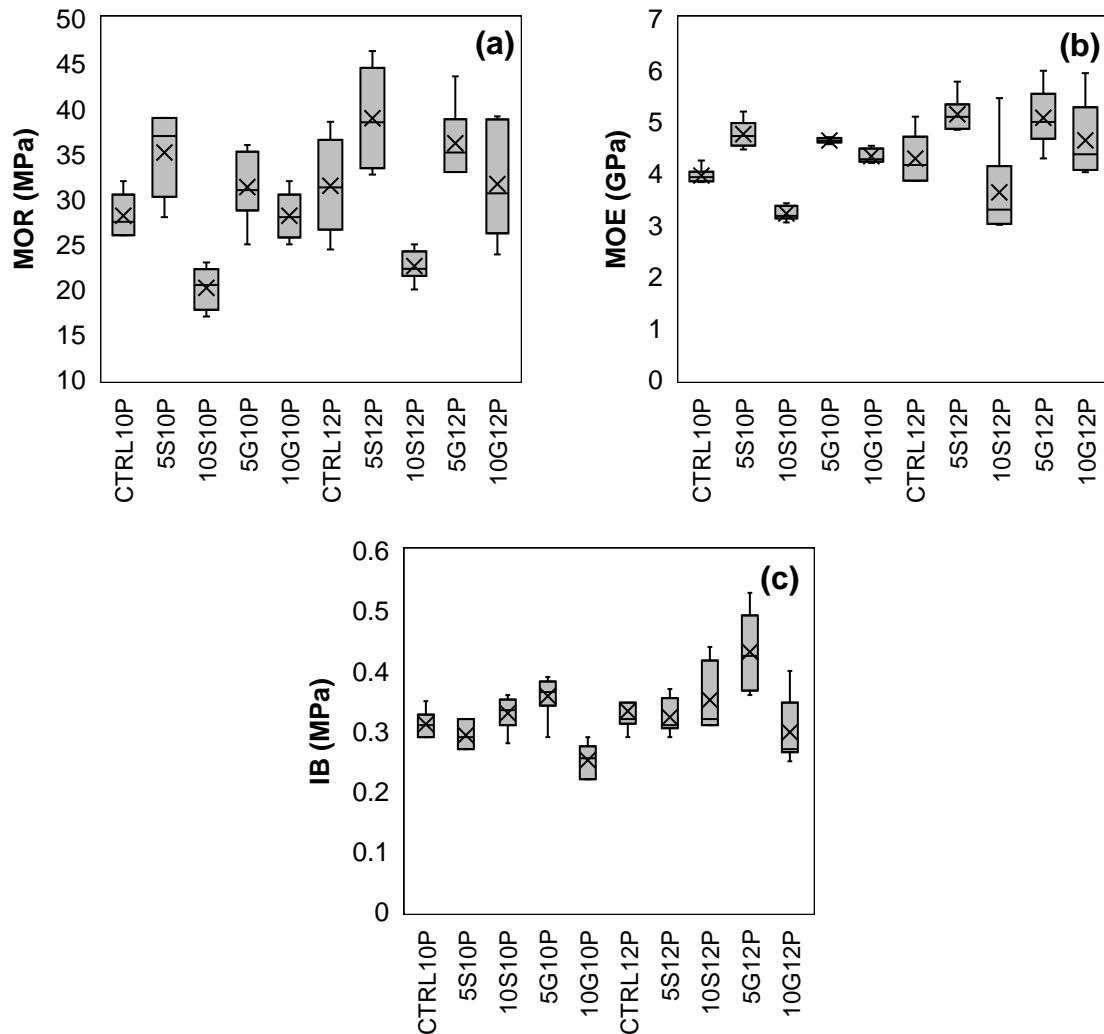 (a)
MOR (MPa)
50
45
40
35
30
25
20
15
10
CTRL10P
5S10P
10S10P
5G10P
10G10P
CTRL12P
5S12P
10S12P
5G12P
10G12P
(b)
MOE (GPa)
7
6
5
4
3
2
1
0
CTRL10P
5S10P
10S10P
5G10P
10G10P
CTRL12P
5S12P
10S12P
5G12P
10G12P
(c)
IB (MPa)
0.6
0.5
0.4
0.3
0.2
0.1
0
CTRL10P
5S10P
10S10P
5G10P
10G10P
CTRL12P
5S12P
10S12P
5G12P
10G12P